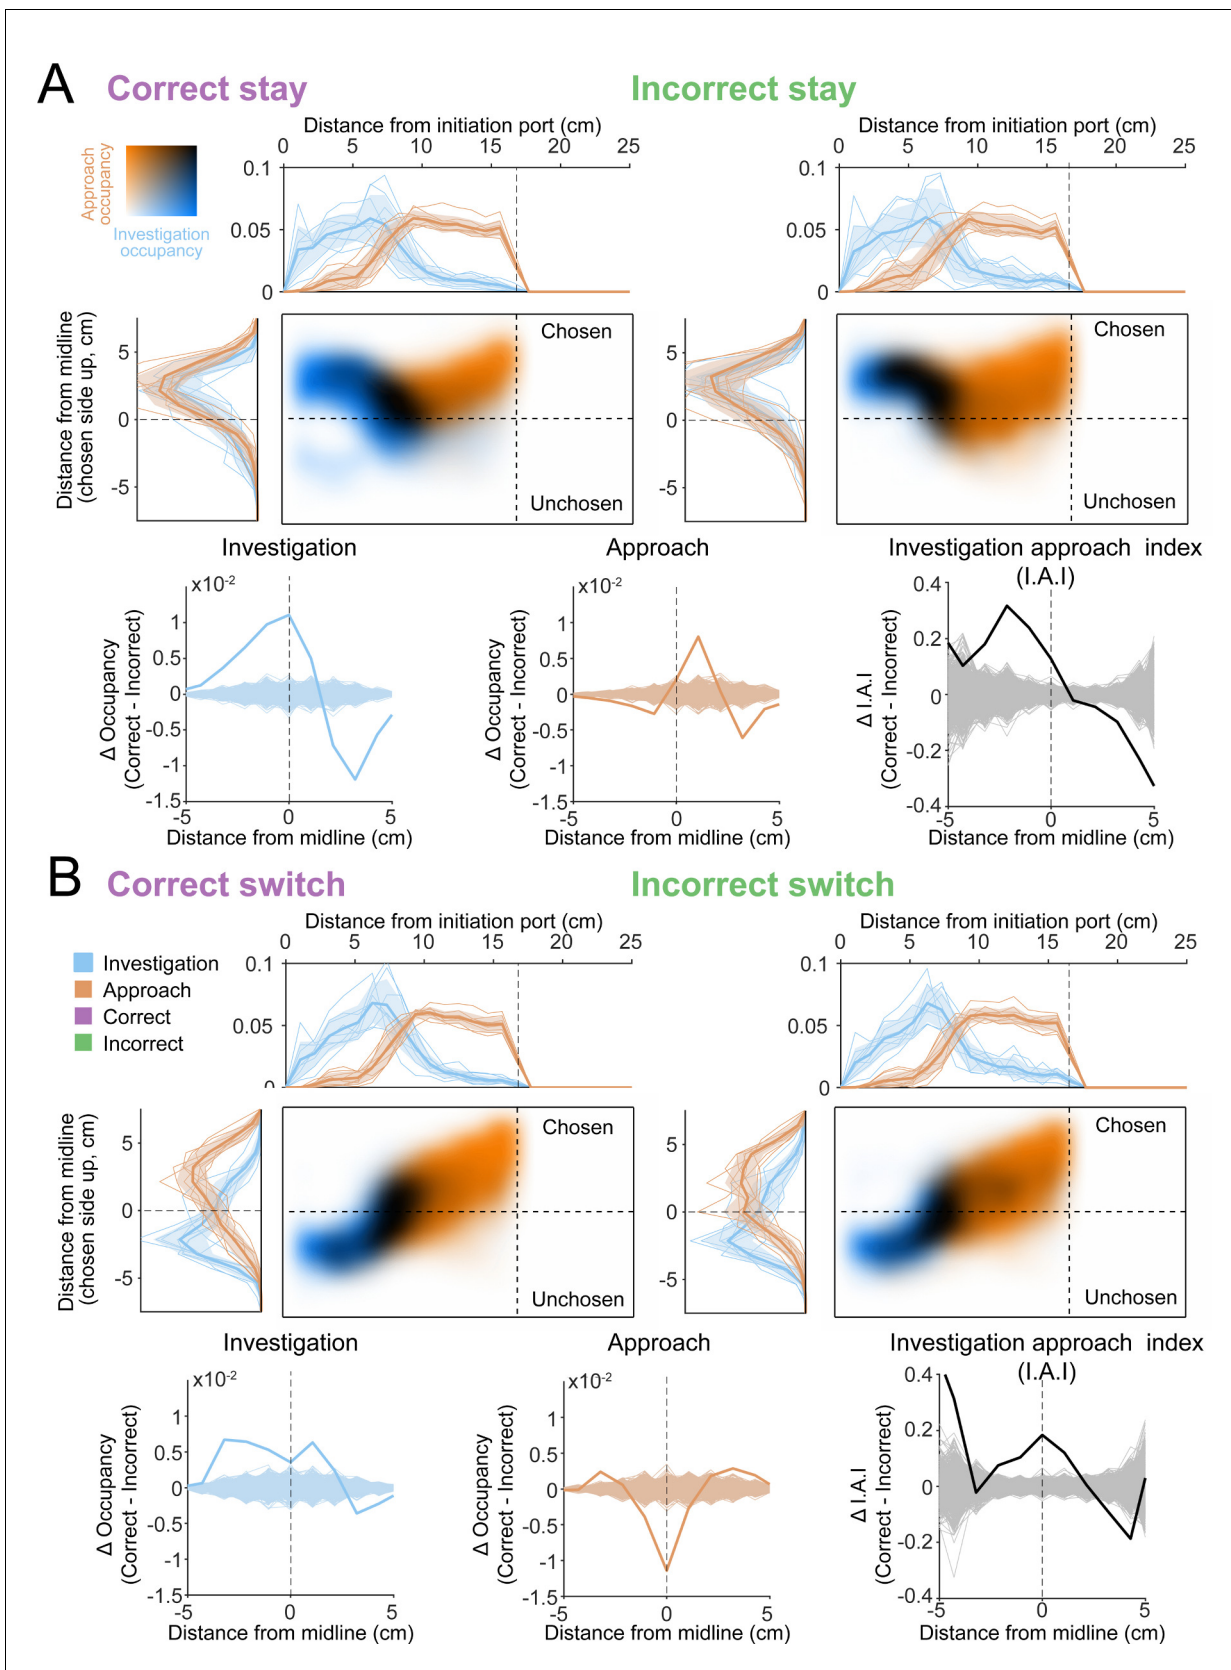 A
Correct stay
Incorrect stay
Distance from initiation port (cm)
0 5 10 15 20 25
Distance from initiation port (cm)
0 5 10 15 20 25
Approach
occupancy
Investigation
occupancy
0.1
0.05
0
0.1
0.05
0
Distance from midline
(chosen side up, cm)
5
0
-5
Chosen
Unchosen
5
0
-5
Chosen
Unchosen
Investigation
x10-2
Δ Occupancy
(Correct - Incorrect)
1
0.5
0
-0.5
-1
-1.5
-5 0 5
Distance from midline (cm)
Approach
x10-2
Δ Occupancy
(Correct - Incorrect)
1
0.5
0
-0.5
-1
-1.5
-5 0 5
Distance from midline (cm)
Investigation approach index
(I.A.I)
Δ I.A.I
(Correct - Incorrect)
0.4
0.2
0
-0.2
-0.4
-5 0 5
Distance from midline (cm)
B
Correct switch
Incorrect switch
Distance from initiation port (cm)
0 5 10 15 20 25
Distance from initiation port (cm)
0 5 10 15 20 25
Investigation
Approach
Correct
Incorrect
0.1
0.05
0
0.1
0.05
0
Distance from midline
(chosen side up, cm)
5
0
-5
Chosen
Unchosen
5
0
-5
Chosen
Unchosen
Investigation
x10-2
Δ Occupancy
(Correct - Incorrect)
1
0.5
0
-0.5
-1
-1.5
-5 0 5
Distance from midline (cm)
Approach
x10-2
Δ Occupancy
(Correct - Incorrect)
1
0.5
0
-0.5
-1
-1.5
-5 0 5
Distance from midline (cm)
Investigation approach index
(I.A.I)
Δ I.A.I
(Correct - Incorrect)
0.4
0.2
0
-0.2
-0.4
-5 0 5
Distance from midline (cm)